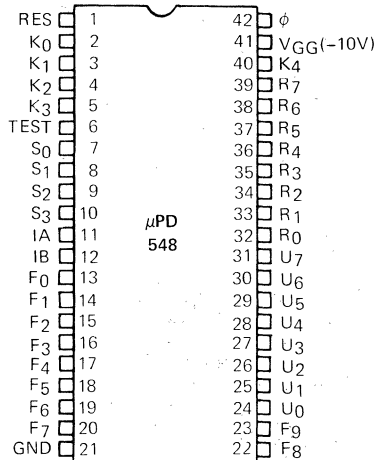 RES 1 42 ϕ
K0 2 41 VGG(−10V)
K1 3 40 K4
K2 4 39 R7
K3 5 38 R6
TEST 6 37 R5
S0 7 36 R4
S1 8 35 R3
S2 9 34 R2
S3 10 33 R1
IA 11 μPD 32 R0
IB 12 548 31 U7
F0 13 30 U6
F1 14 29 U5
F2 15 28 U4
F3 16 27 U3
F4 17 26 U2
F5 18 25 U1
F6 19 24 U0
F7 20 23 F9
GND 21 22 F8